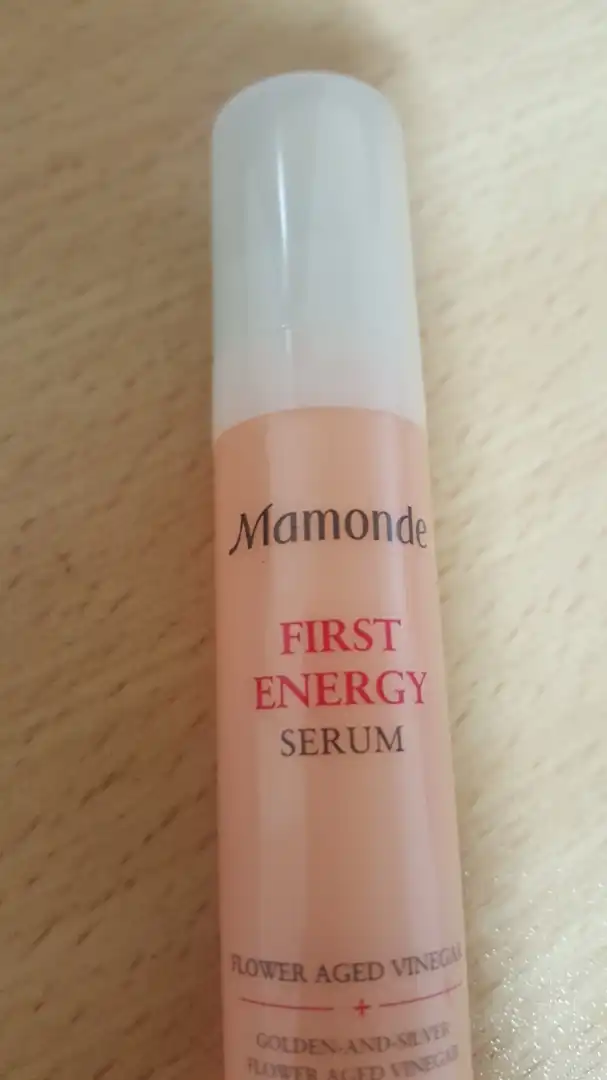 Mamonde
FIRST
ENERGY
SERUM
FLOWER AGED VINEGAR
+
GOLDEN-AND-SILVER
FLOWER AGED VINEGAR